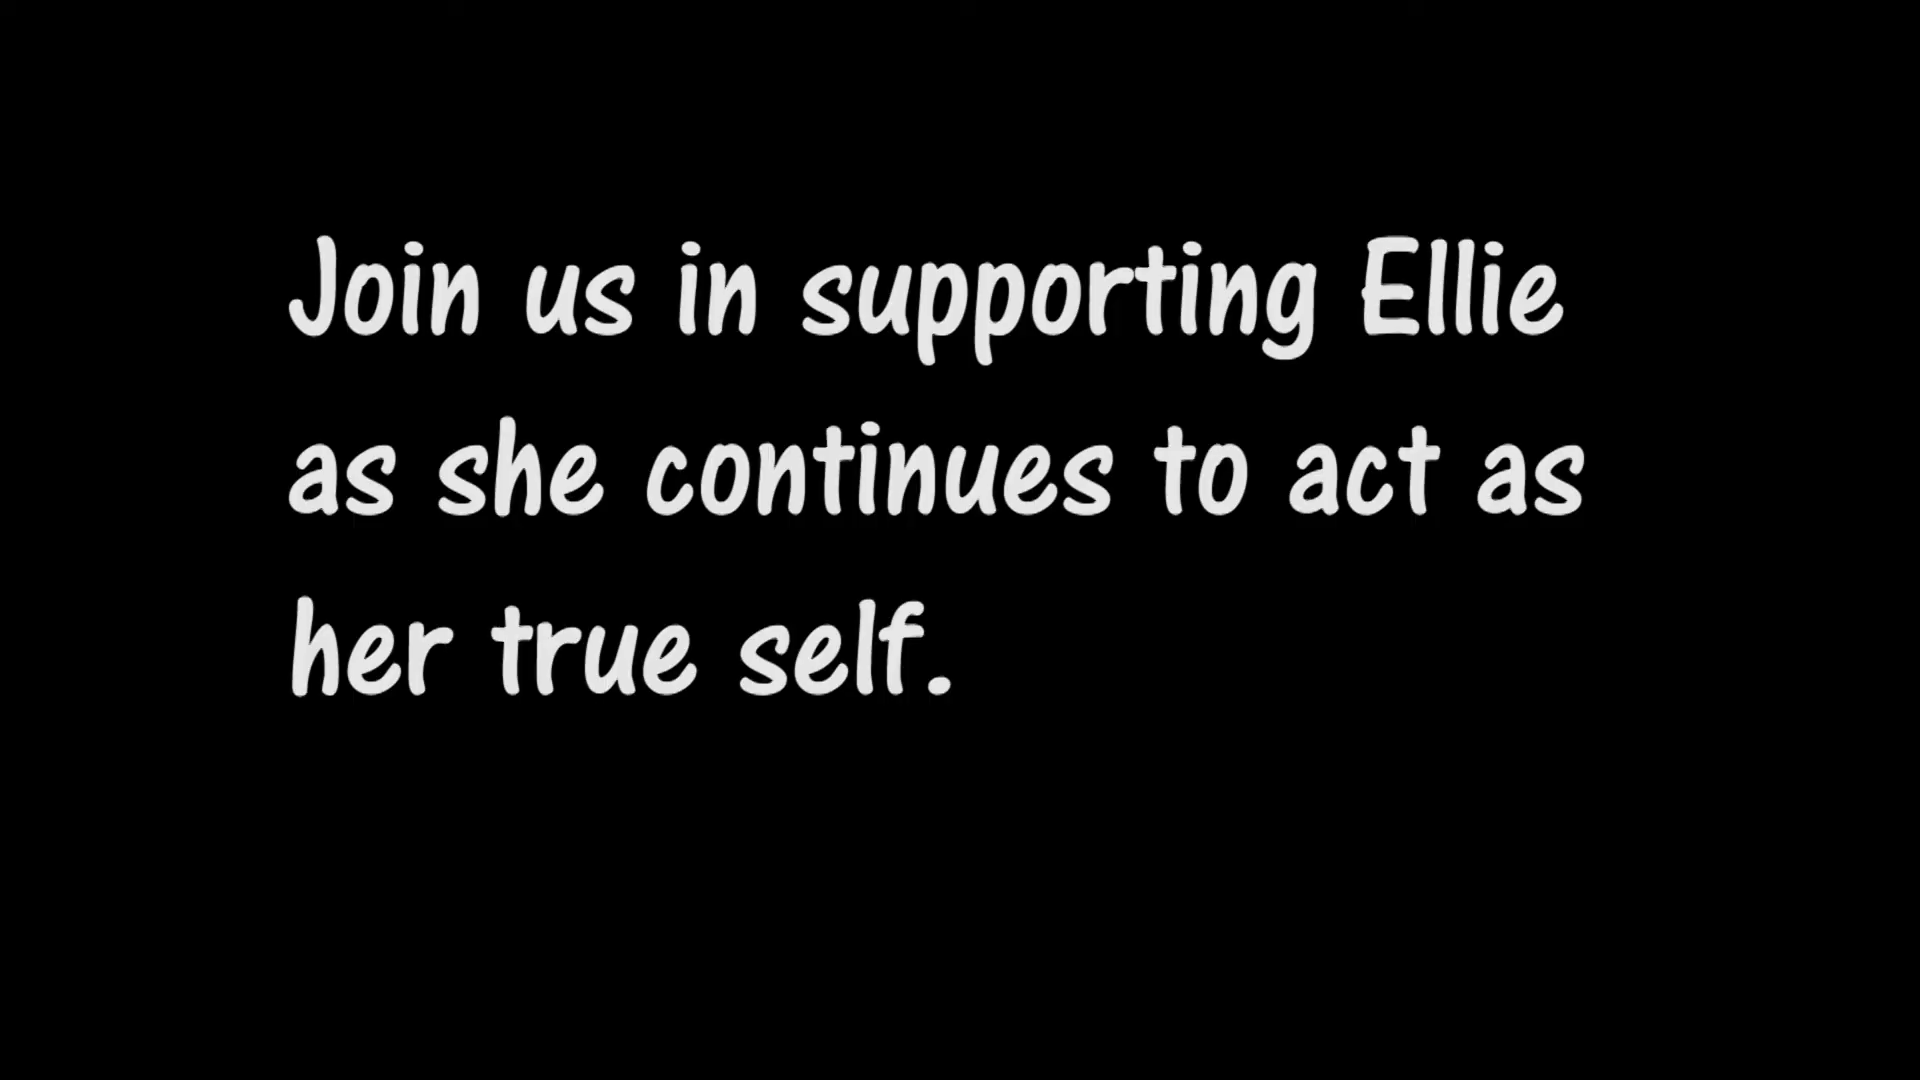 Join us in supporting Ellie
as she continues to act as
her true self.